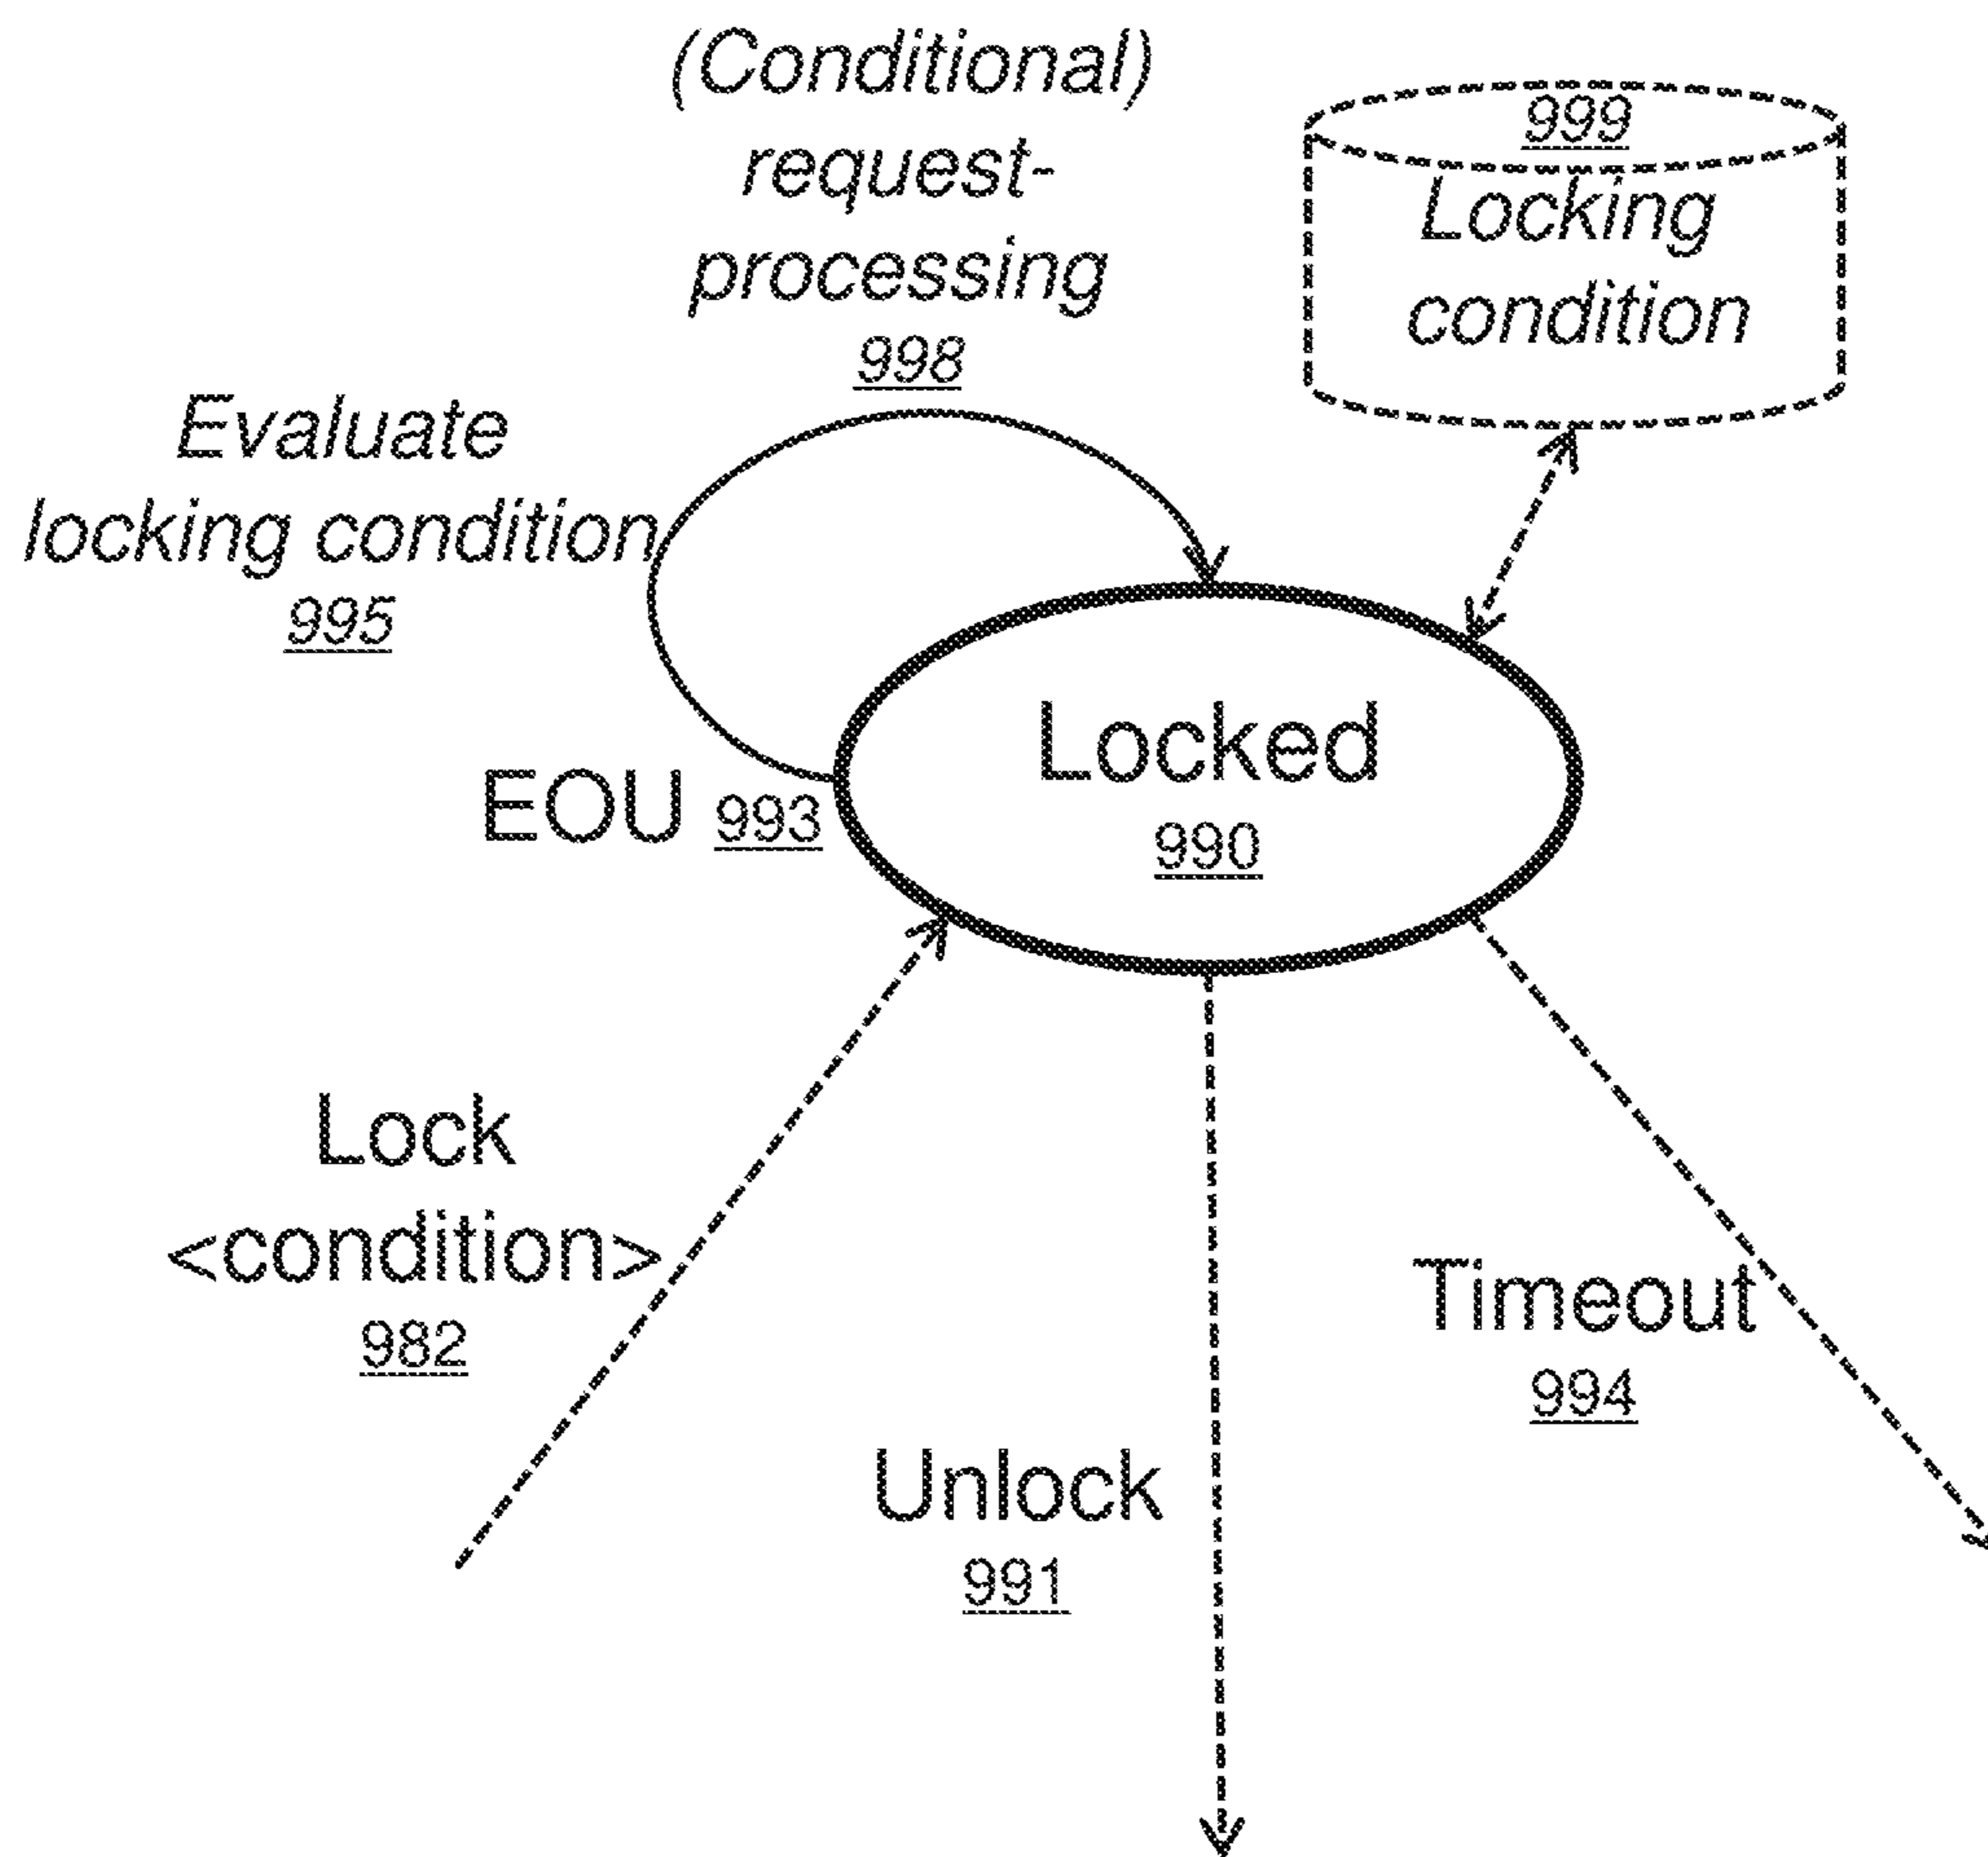 (Conditional)
request-
processing
998
999
Locking
condition
Evaluate
locking condition
995
EOU 993
Locked
990
Lock
<condition>
982
Timeout
994
Unlock
991